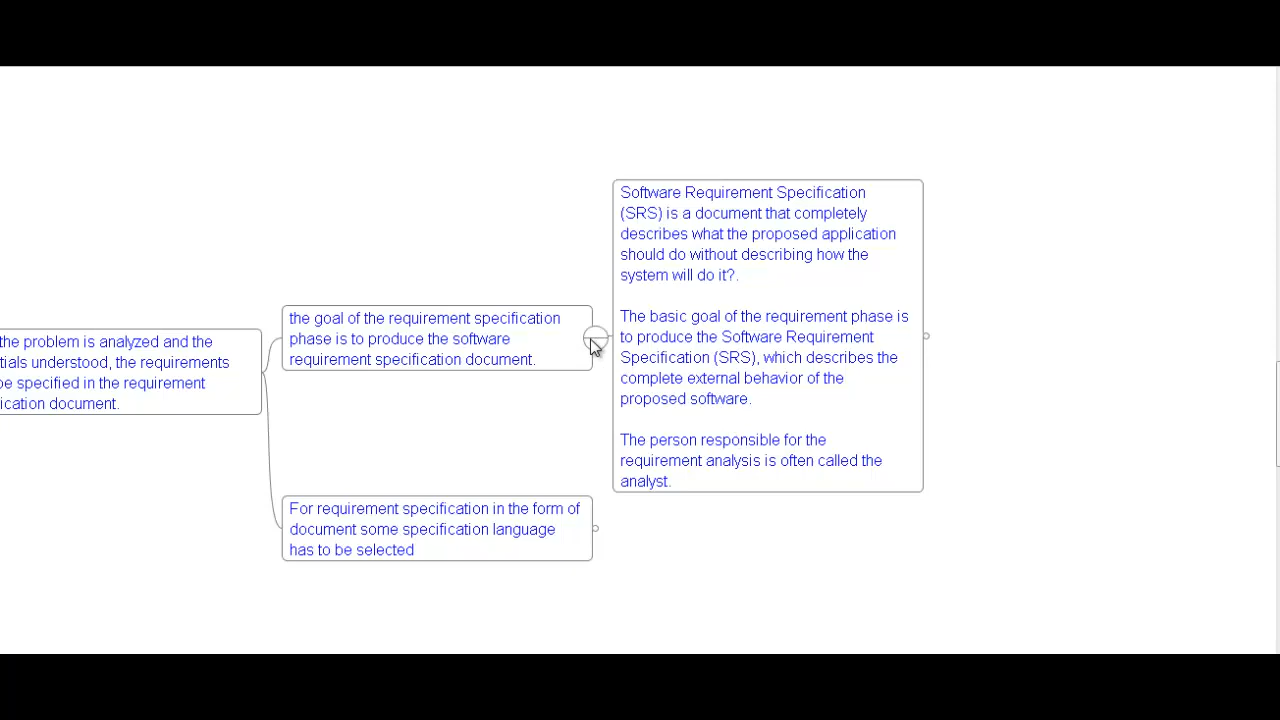 the problem is analyzed and the
understood, the requirements
be specified in the requirement
document.
the goal of the requirement specification
phase is to produce the software
requirement specification document.
For requirement specification in the form of
document some specification language
has to be selected
Software Requirement Specification
(SRS) is a document that completely
describes what the proposed application
should do without describing how the
system will do it?.
The basic goal of the requirement phase is
to produce the Software Requirement
Specification (SRS), which describes the
complete external behavior of the
proposed software.
The person responsible for the
requirement analysis is often called the
analyst.